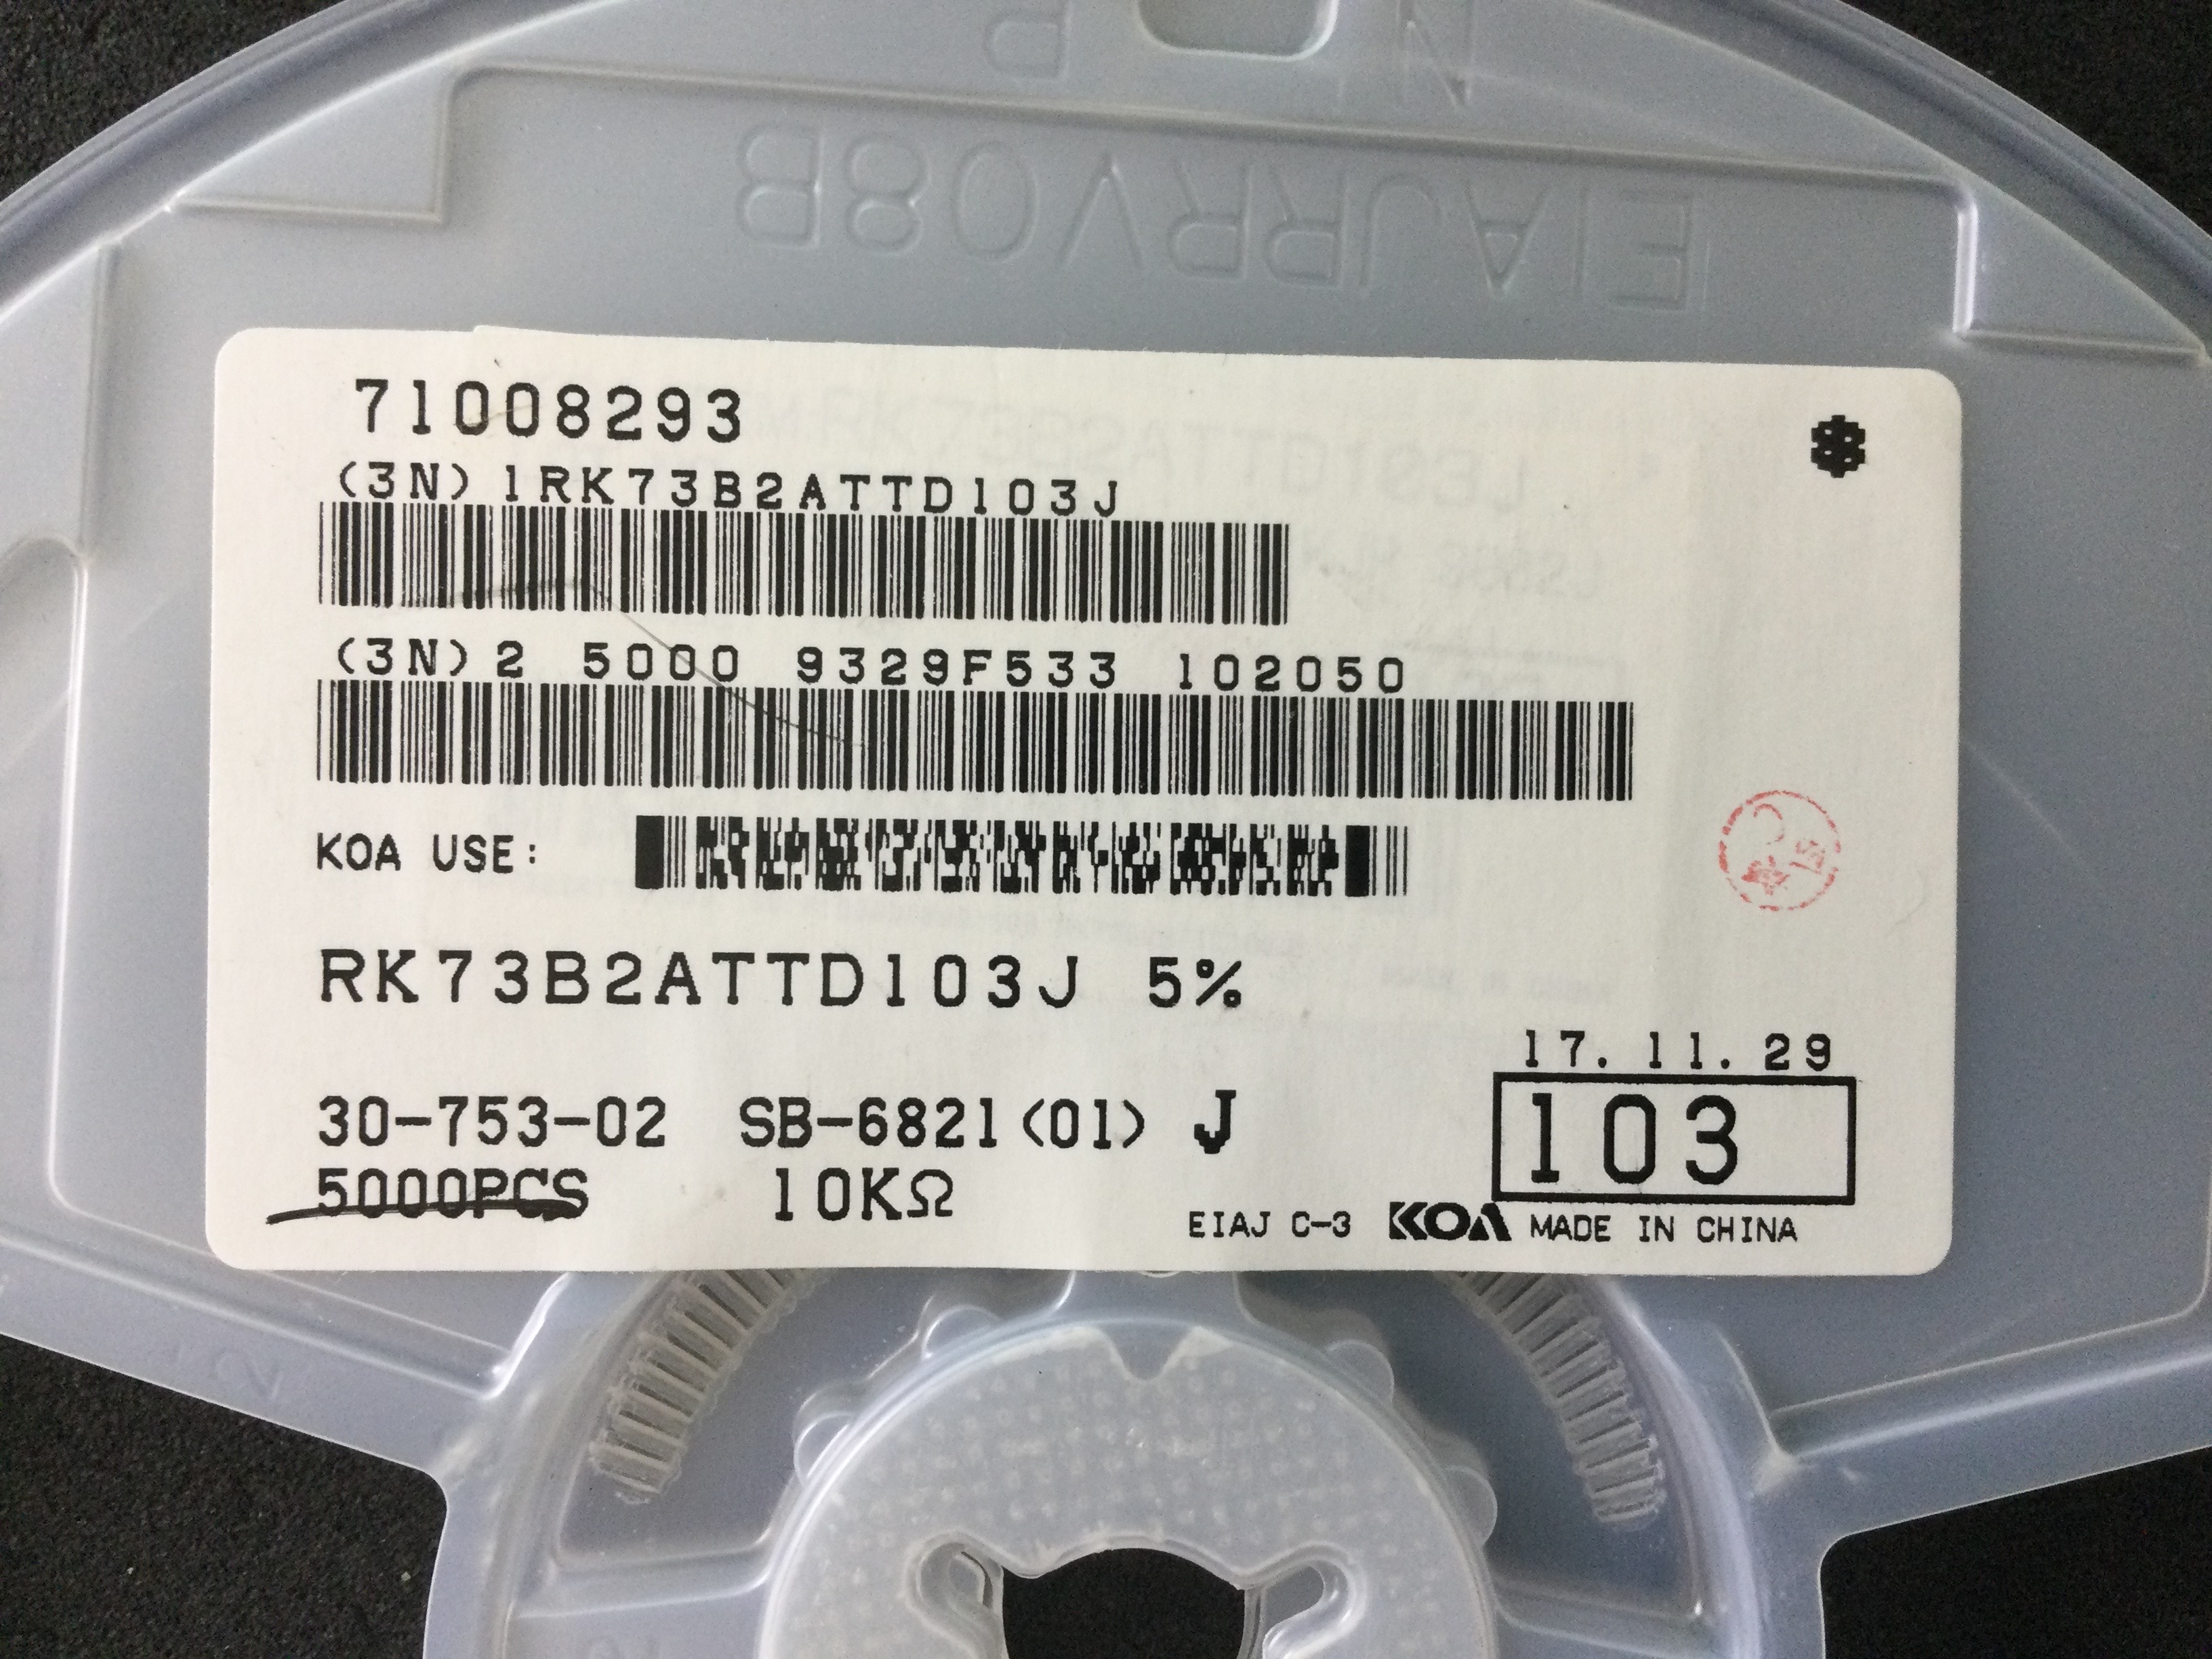 EIAJRRV08B
71008293
(3N) 1RK73B2ATTD103J
(3N) 2 5000 9329F533 102050
KOA USE:
RK73B2ATTD103J 5%
17. 11. 29
30-753-02 SB-6821(01) J
103
5000PCS 10KΩ
EIAJ C-3 KOA MADE IN CHINA